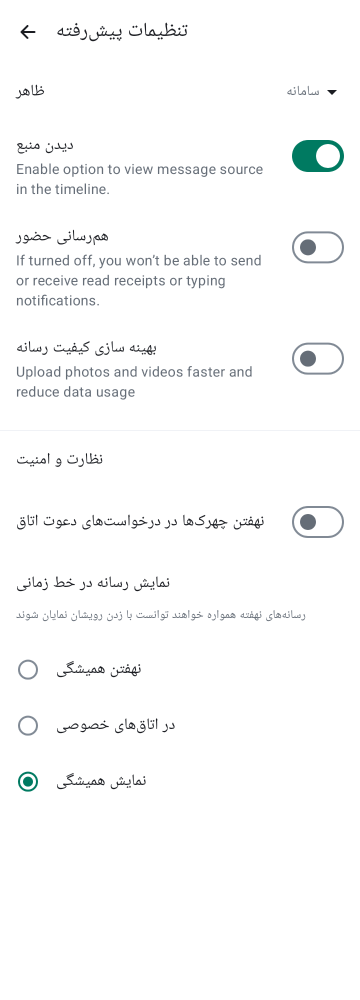 تنظیمات پیش‌رفته
ظاهر
سامانه
دیدن منبع
Enable option to view message source
in the timeline.
هم‌رسانی حضور
If turned off, you won’t be able to send
or receive read receipts or typing
notifications.
بهینه سازی کیفیت رسانه
Upload photos and videos faster and
reduce data usage
نظارت و امنیت
نهفتن چهرک‌ها در درخواست‌های دعوت اتاق
نمایش رسانه در خط زمانی
رسانه‌های نهفته همواره خواهند توانست با زدن رویشان نمایان شوند
نهفتن همیشگی
در اتاق‌های خصوصی
نمایش همیشگی